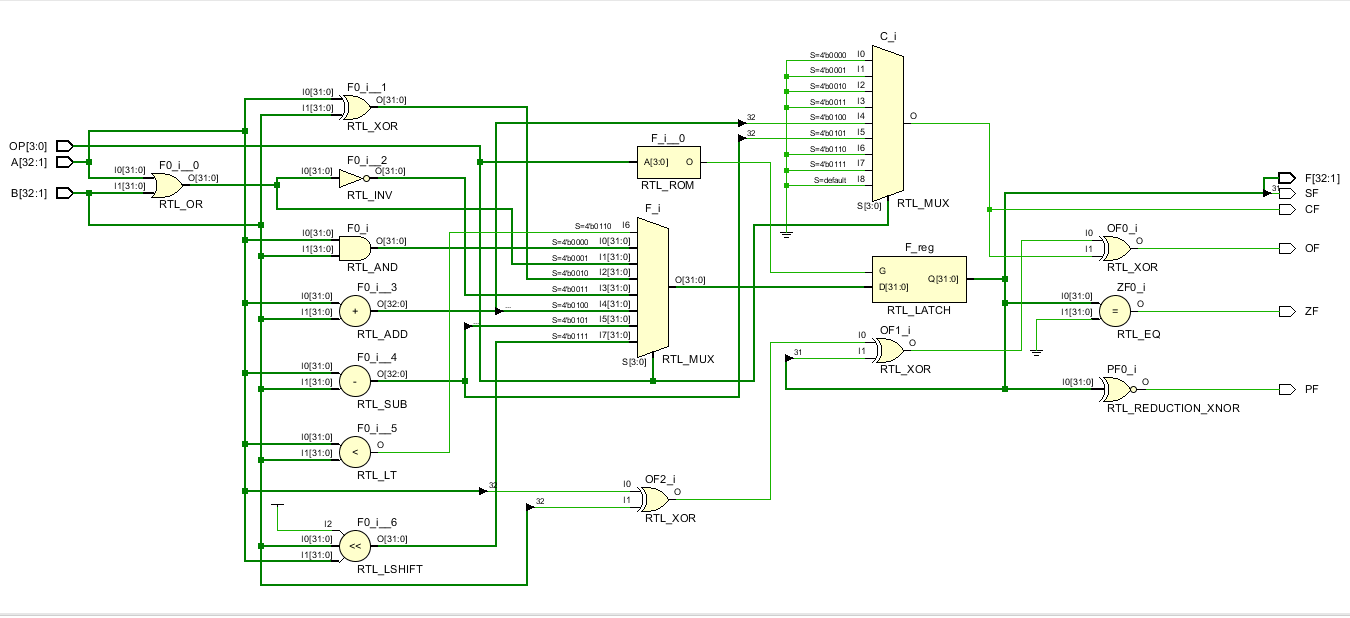 OP[3:0]
A[32:1]
B[32:1]
F0_i__0
I0[31:0]
I1[31:0]
O[31:0]
RTL_OR
F0_i__1
I0[31:0]
I1[31:0]
O[31:0]
RTL_XOR
F0_i__2
I0[31:0]
O[31:0]
RTL_INV
F0_i
I0[31:0]
I1[31:0]
O[31:0]
RTL_AND
F0_i__3
I0[31:0]
I1[31:0]
+
O[32:0]
RTL_ADD
F0_i__4
I0[31:0]
I1[31:0]
-
O[32:0]
RTL_SUB
F0_i__5
I0[31:0]
I1[31:0]
<
O
RTL_LT
F0_i__6
I2
I0[31:0]
I1[31:0]
<<
O[31:0]
RTL_LSHIFT
F_i__0
A[3:0]
O
RTL_ROM
F_i
S=4'b0110 I6
S=4'b0000 I0[31:0]
S=4'b0001 I1[31:0]
S=4'b0010 I2[31:0]
S=4'b0011 I3[31:0]
S=4'b0100 I4[31:0]
S=4'b0101 I5[31:0]
S=4'b0111 I7[31:0]
S[3:0]
O[31:0]
RTL_MUX
...
32
32
C_i
S=4'b0000 I0
S=4'b0001 I1
S=4'b0010 I2
S=4'b0011 I3
S=4'b0100 I4
S=4'b0101 I5
S=4'b0110 I6
S=4'b0111 I7
S=default I8
S[3:0]
O
RTL_MUX
F_reg
G
D[31:0]
Q[31:0]
RTL_LATCH
32
32
OF2_i
I0
I1
O
RTL_XOR
31
OF1_i
I0
I1
O
RTL_XOR
OF0_i
I0
I1
O
RTL_XOR
ZF0_i
I0[31:0]
I1[31:0]
=
O
RTL_EQ
PF0_i
I0[31:0]
O
RTL_REDUCTION_XNOR
31
F[32:1]
SF
CF
OF
ZF
PF